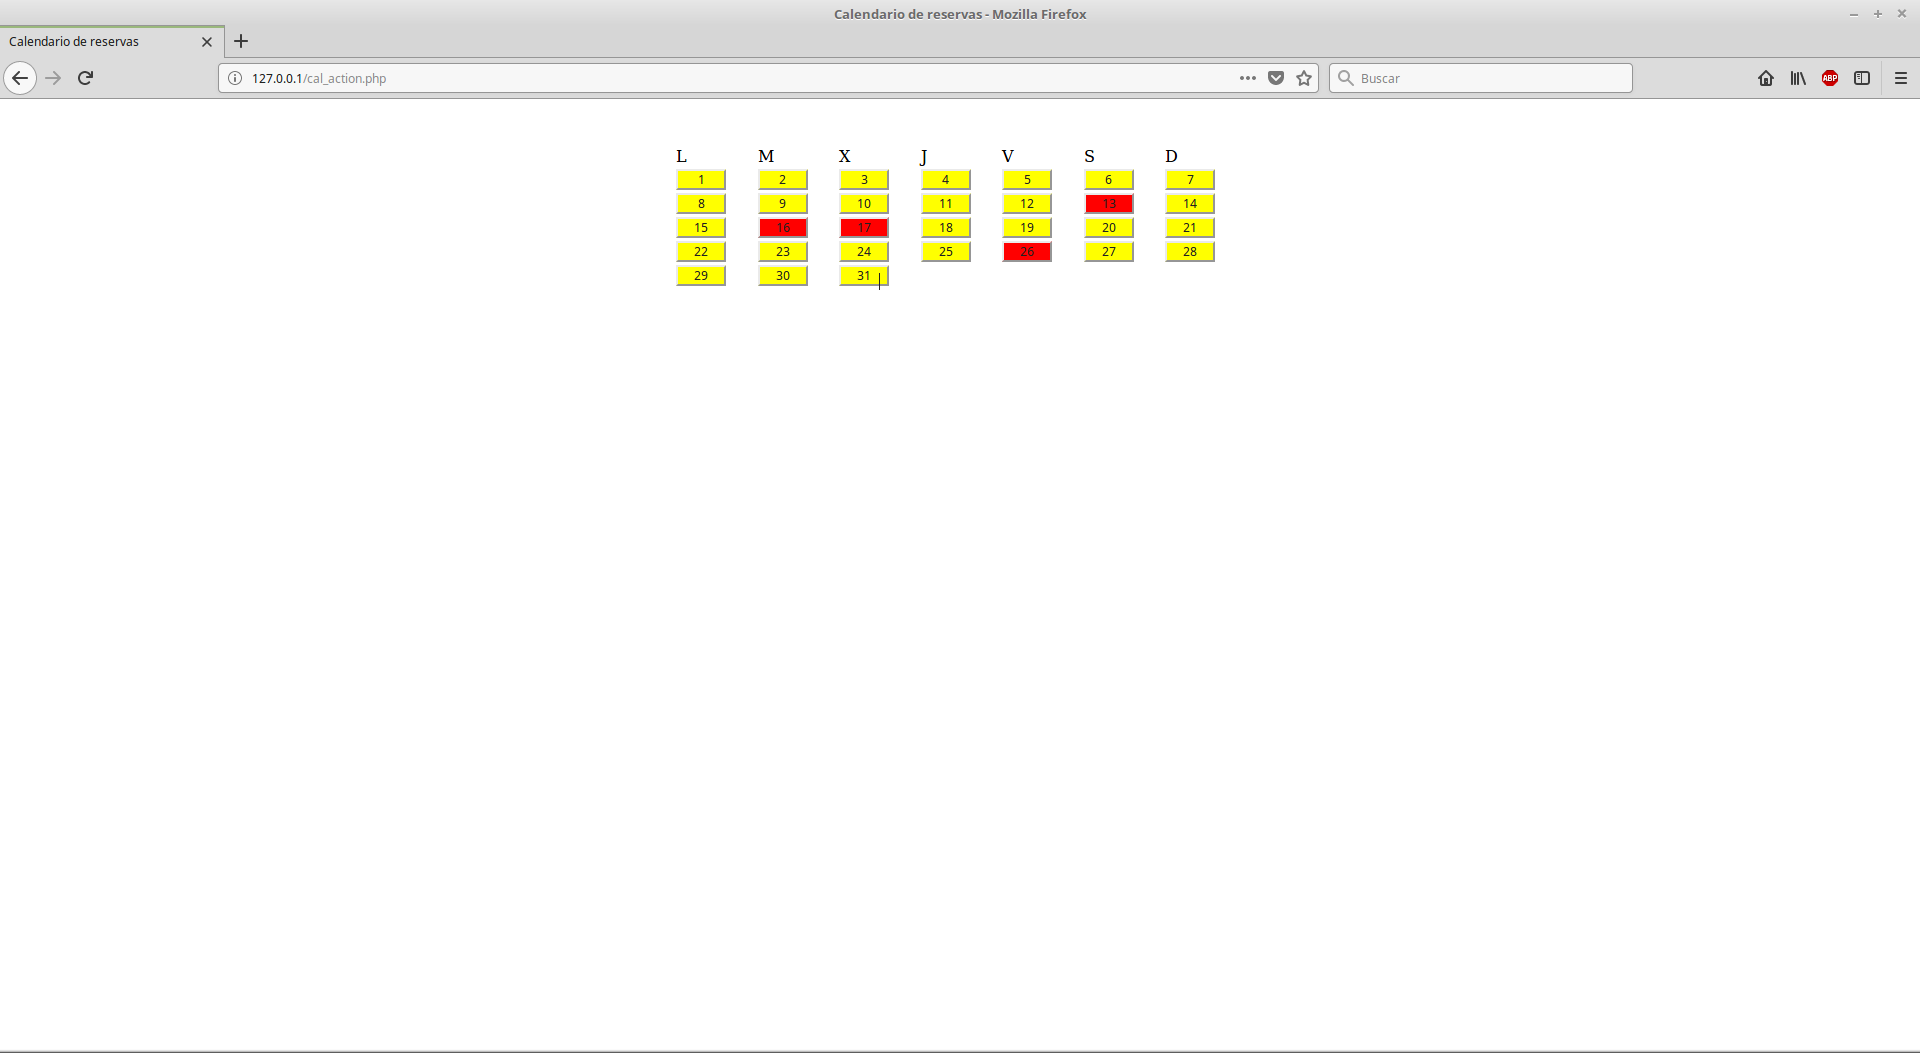 Calendario de reservas - Mozilla Firefox
Calendario de reservas
127.0.0.1/cal_action.php
Buscar
ABP
L M X J V S D
1 2 3 4 5 6 7
8 9 10 11 12 13 14
15 16 17 18 19 20 21
22 23 24 25 26 27 28
29 30 31